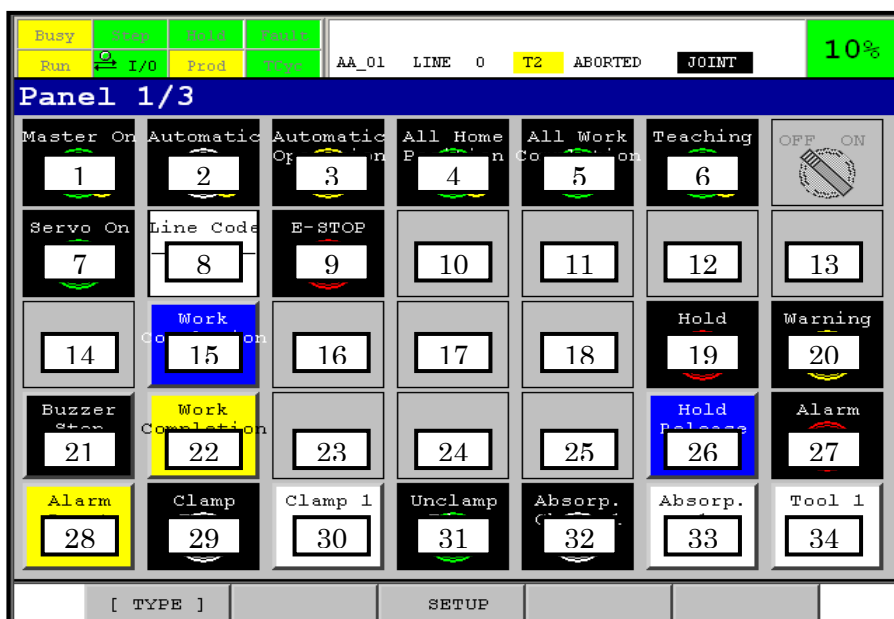 Busy Step Hold Fault
Run I/O Prod TCyc
AA_01 LINE 0 T2 ABORTED JOINT
10%
Panel 1/3
Master On Automatic Automatic All Home All Work Teaching OFF ON
1 2 3 4 5 6
Servo On Line Code E-STOP
7 8 9 10 11 12 13
Work Hold Warning
14 15 16 17 18 19 20
Buzzer Work Hold Alarm
Stop Completion Release
21 22 23 24 25 26 27
Alarm Clamp Clamp 1 Unclamp Absorp. Absorp. Tool 1
28 29 30 31 32 33 34
[ TYPE ] SETUP